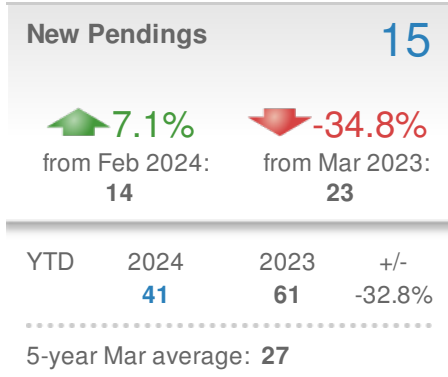 New Pendings 15
7.1% -34.8%
from Feb 2024: from Mar 2023:
14 23
YTD 2024 2023 +/-
41 61 -32.8%
5-year Mar average: 27